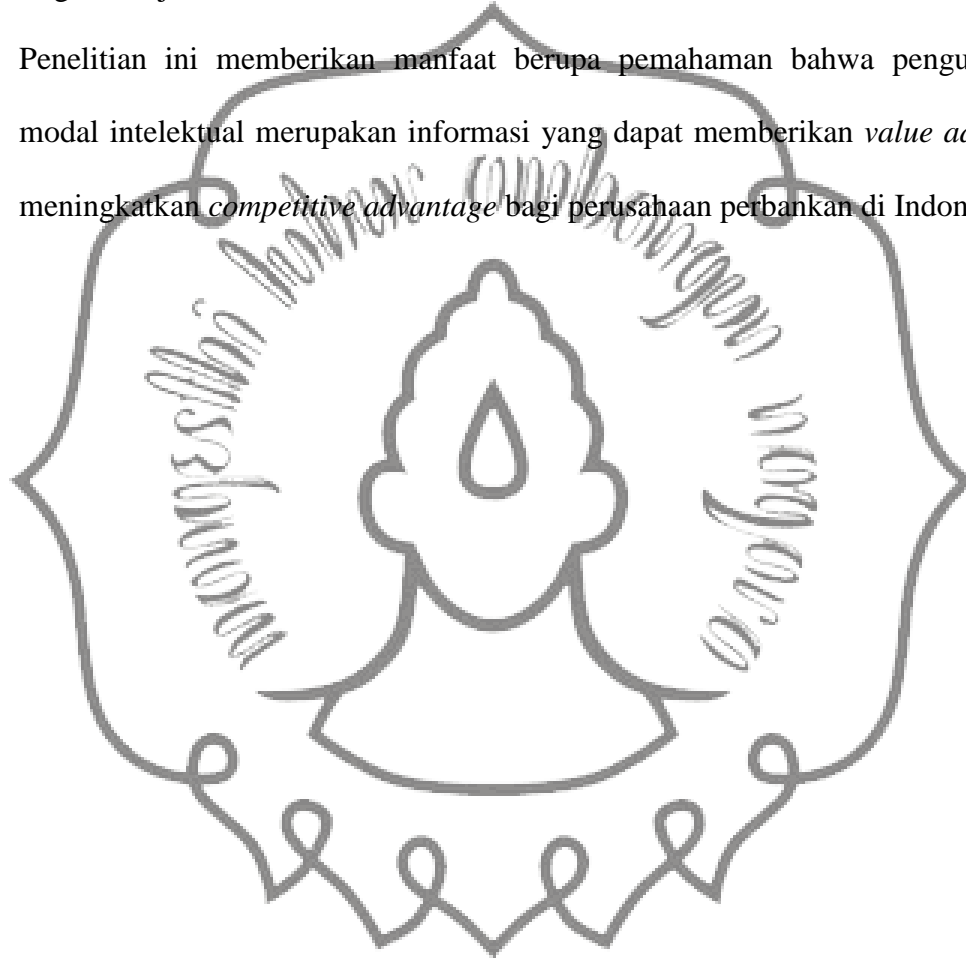 Penelitian ini memberikan manfaat berupa pemahaman bahwa pengu
modal intelektual merupakan informasi yang dapat memberikan value ad
meningkatkan competitive advantage bagi perusahaan perbankan di Indon